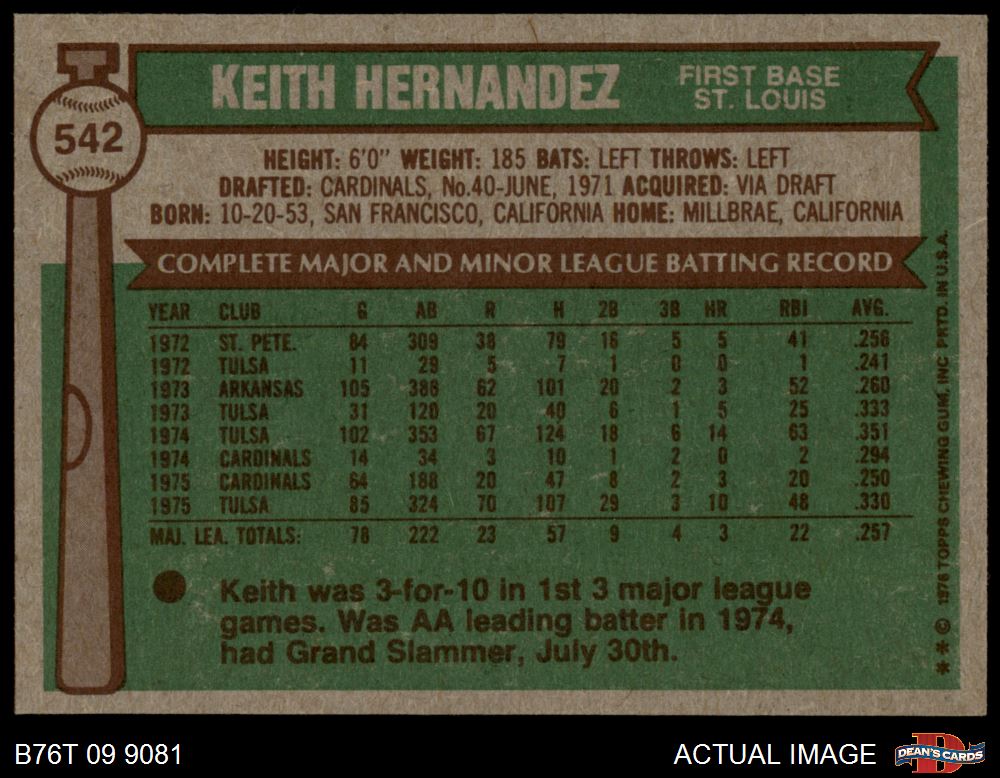 542
KEITH HERNANDEZ
FIRST BASE
ST. LOUIS
HEIGHT: 6'0" WEIGHT: 185 BATS: LEFT THROWS: LEFT
DRAFTED: CARDINALS, No.40-JUNE, 1971 ACQUIRED: VIA DRAFT
BORN: 10-20-53, SAN FRANCISCO, CALIFORNIA HOME: MILLBRAE, CALIFORNIA
COMPLETE MAJOR AND MINOR LEAGUE BATTING RECORD
YEAR CLUB G AB R H 2B 3B HR RBI AVG.
1972 ST. PETE. 84 309 38 79 16 5 5 41 .256
1972 TULSA 11 29 5 7 1 0 0 1 .241
1973 ARKANSAS 105 388 62 101 20 2 3 52 .260
1973 TULSA 31 120 20 40 6 1 5 25 .333
1974 TULSA 102 353 67 124 18 6 14 63 .351
1974 CARDINALS 14 34 3 10 1 2 0 2 .294
1975 CARDINALS 64 188 20 47 8 2 3 20 .250
1975 TULSA 85 324 70 107 29 3 10 48 .330
MAJ. LEA. TOTALS: 78 222 23 57 9 4 3 22 .257
Keith was 3-for-10 in 1st 3 major league
games. Was AA leading batter in 1974,
had Grand Slammer, July 30th.
** © 1976 TOPPS CHEWING GUM, INC. PRTD. IN U.S.A.
B76T 09 9081
ACTUAL IMAGE
DEAN'S CARDS